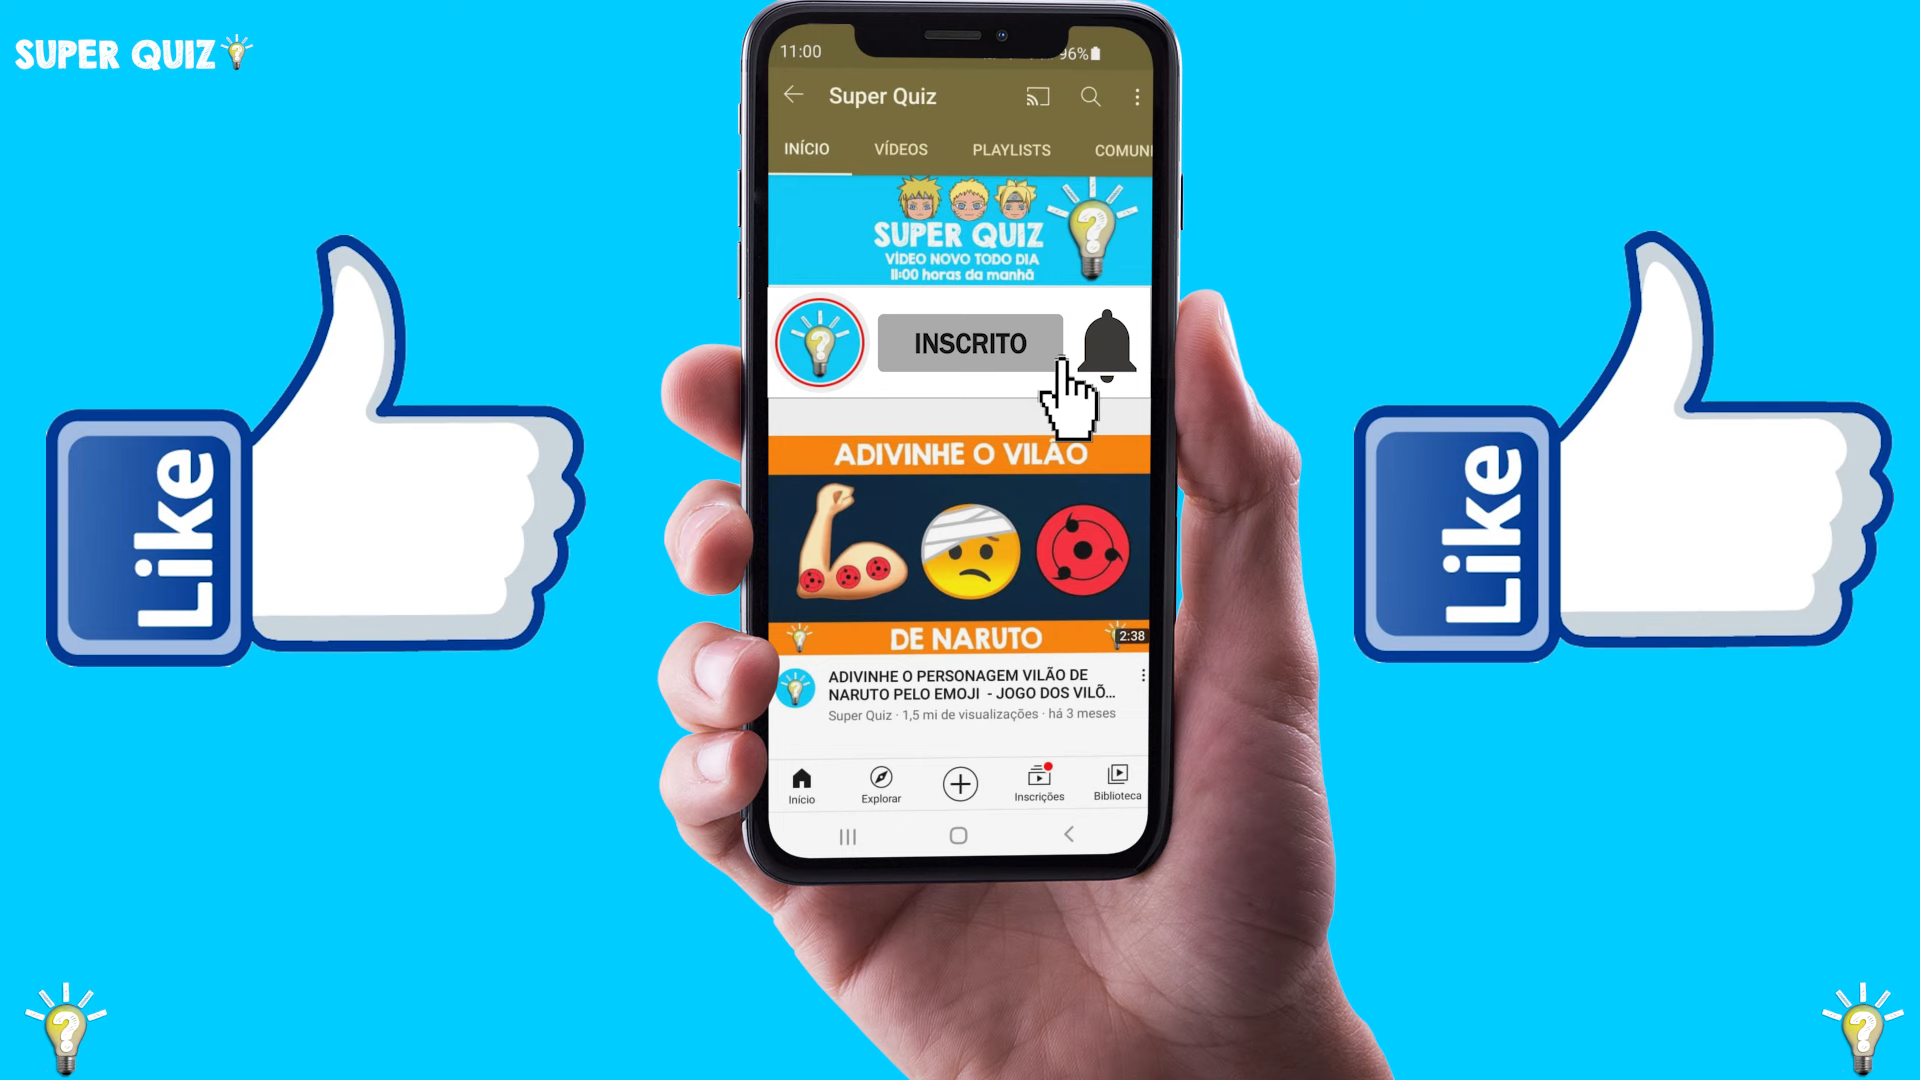 SUPER QUIZ
11:00
96%
Super Quiz
INÍCIO VÍDEOS PLAYLISTS COMUNI
SUPER QUIZ
VÍDEO NOVO TODO DIA
11:00 horas da manhã
INSCRITO
Like
Like
ADIVINHE O VILÃO
DE NARUTO
2:38
ADIVINHE O PERSONAGEM VILÃO DE
NARUTO PELO EMOJI - JOGO DOS VILÕ...
Super Quiz · 1,5 mi de visualizações · há 3 meses
Início Explorar Inscrições Biblioteca